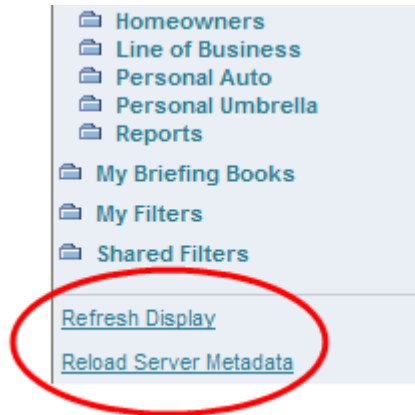 Homeowners
Line of Business
Personal Auto
Personal Umbrella
Reports
My Briefing Books
My Filters
Shared Filters
Refresh Display
Reload Server Metadata